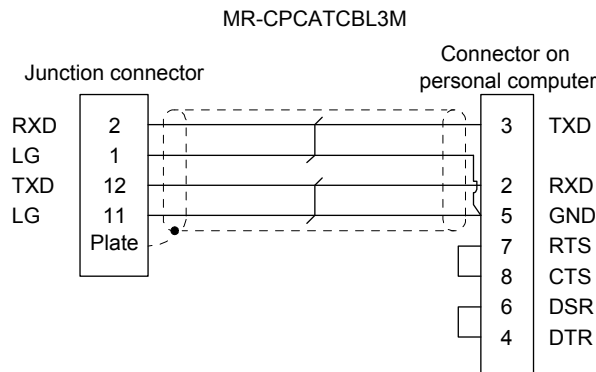 MR-CPCATCBL3M
Connector on
Junction connector personal computer
RXD 2 3 TXD
LG 1
TXD 12 2 RXD
LG 11 5 GND
Plate 7 RTS
8 CTS
6 DSR
4 DTR